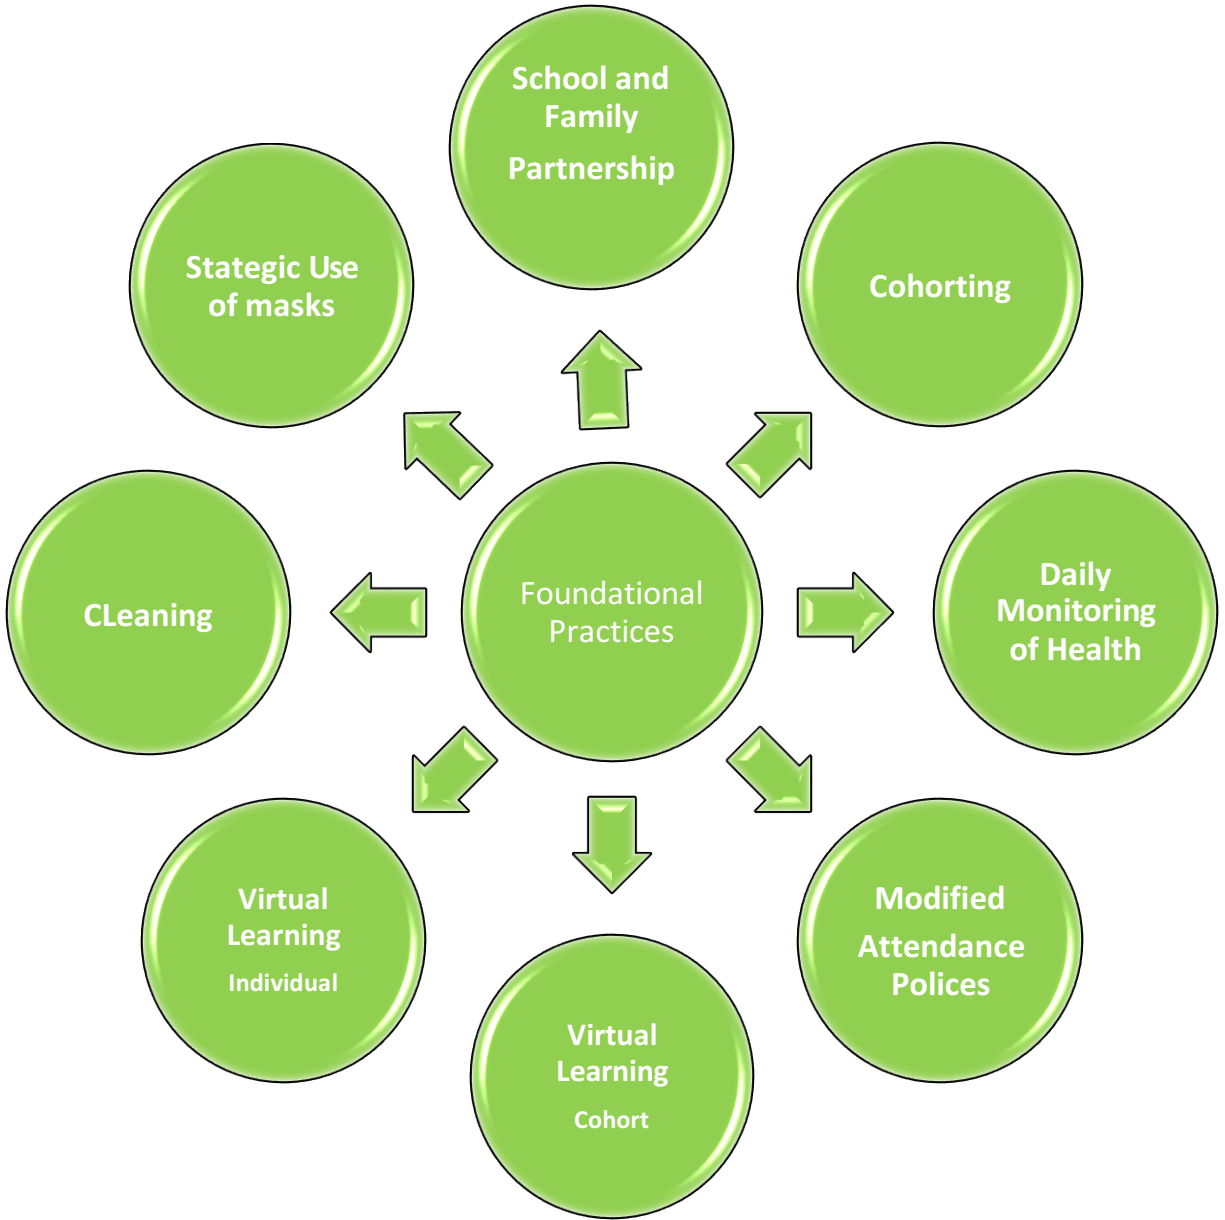 School and
Family
Partnership
Cohorting
Daily
Monitoring
of Health
Modified
Attendance
Polices
Virtual
Learning
Cohort
Virtual
Learning
Individual
CLeaning
Stategic Use
of masks
Foundational
Practices